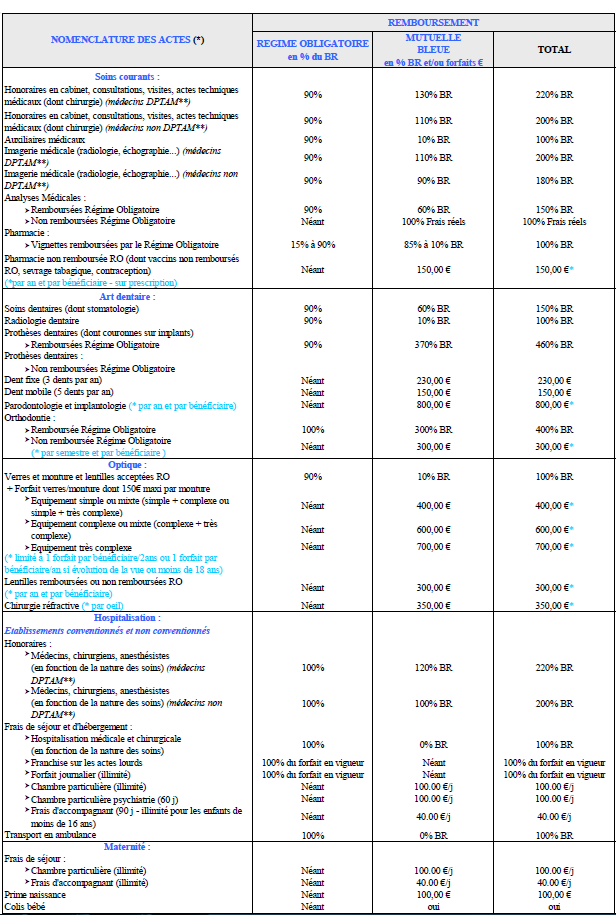 NOMENCLATURE DES ACTES (*)
REMBOURSEMENT
REGIME OBLIGATOIRE
en % du BR
MUTUELLE
BLEUE
en % BR et/ou forfaits €
TOTAL
Soins courants :
Honoraires en cabinet, consultations, visites, actes techniques
médicaux (dont chirurgie) (médecins DPTAM**) 90% 130% BR 220% BR
Honoraires en cabinet, consultations, visites, actes techniques
médicaux (dont chirurgie) (médecins non DPTAM**) 90% 110% BR 200% BR
Auxiliaires médicaux 90% 10% BR 100% BR
Imagerie médicale (radiologie, échographie...) (médecins
DPTAM**) 90% 110% BR 200% BR
Imagerie médicale (radiologie, échographie...) (médecins non
DPTAM**) 90% 90% BR 180% BR
Analyses Médicales :
➢ Remboursées Régime Obligatoire 90% 60% BR 150% BR
➢ Non remboursées Régime Obligatoire Néant 100% Frais réels 100% Frais réels
Pharmacie :
➢ Vignettes remboursées par le Régime Obligatoire 15% à 90% 85% à 10% BR 100% BR
Pharmacie non remboursée RO (dont vaccins non remboursés
RO, sevrage tabagique, contraception) Néant 150,00 € 150,00 €*
(*par an et par bénéficiaire - sur prescription)
Art dentaire :
Soins dentaires (dont stomatologie) 90% 60% BR 150% BR
Radiologie dentaire 90% 10% BR 100% BR
Prothèses dentaires (dont couronnes sur implants)
➢ Remboursées Régime Obligatoire 90% 370% BR 460% BR
Prothèses dentaires :
➢ Non remboursées Régime Obligatoire
Dent fixe (3 dents par an) Néant 230,00 € 230,00 €
Dent mobile (5 dents par an) Néant 150,00 € 150,00 €
Parodontologie et implantologie (* par an et par bénéficiaire) Néant 800,00 € 800,00 €*
Orthodontie :
➢ Remboursée Régime Obligatoire 100% 300% BR 400% BR
➢ Non remboursée Régime Obligatoire Néant 300,00 € 300,00 €*
(* par semestre et par bénéficiaire )
Optique :
Verres et monture et lentilles acceptées RO 90% 10% BR 100% BR
+ Forfait verres/monture dont 150€ maxi par monture
➢ Equipement simple ou mixte (simple + complexe ou
simple + très complexe) Néant 400,00 € 400,00 €*
➢ Equipement complexe ou mixte (complexe + très
complexe) Néant 600,00 € 600,00 €*
➢ Equipement très complexe Néant 700,00 € 700,00 €*
(* limité à 1 forfait par bénéficiaire/2ans ou 1 forfait par
bénéficiaire/an si évolution de la vue ou moins de 18 ans)
Lentilles remboursées ou non remboursées RO Néant 300,00 € 300,00 €*
(* par an et par bénéficiaire)
Chirurgie réfractive (* par oeil) Néant 350,00 € 350,00 €*
Hospitalisation :
Etablissements conventionnés et non conventionnés
Honoraires :
➢ Médecins, chirurgiens, anesthésistes
(en fonction de la nature des soins) (médecins 100% 120% BR 220% BR
DPTAM**)
➢ Médecins, chirurgiens, anesthésistes
(en fonction de la nature des soins) (médecins non 100% 100% BR 200% BR
DPTAM**)
Frais de séjour et d'hébergement :
➢ Hospitalisation médicale et chirurgicale
(en fonction de la nature des soins) 100% 0% BR 100% BR
➢ Franchise sur les actes lourds 100% du forfait en vigueur Néant 100% du forfait en vigueur
➢ Forfait journalier (illimité) 100% du forfait en vigueur Néant 100% du forfait en vigueur
➢ Chambre particulière (illimité) Néant 100.00 €/j 100.00 €/j
➢ Chambre particulière psychiatrie (60 j) Néant 100.00 €/j 100.00 €/j
➢ Frais d'accompagnant (90 j - illimité pour les enfants de
moins de 16 ans) Néant 40.00 €/j 40.00 €/j
Transport en ambulance 100% 0% BR 100% BR
Maternité :
Frais de séjour :
➢ Chambre particulière (illimité) Néant 100.00 €/j 100.00 €/j
➢ Frais d'accompagnant (illimité) Néant 40.00 €/j 40.00 €/j
Prime naissance Néant 100,00 € 100,00 €
Colis bébé Néant oui oui